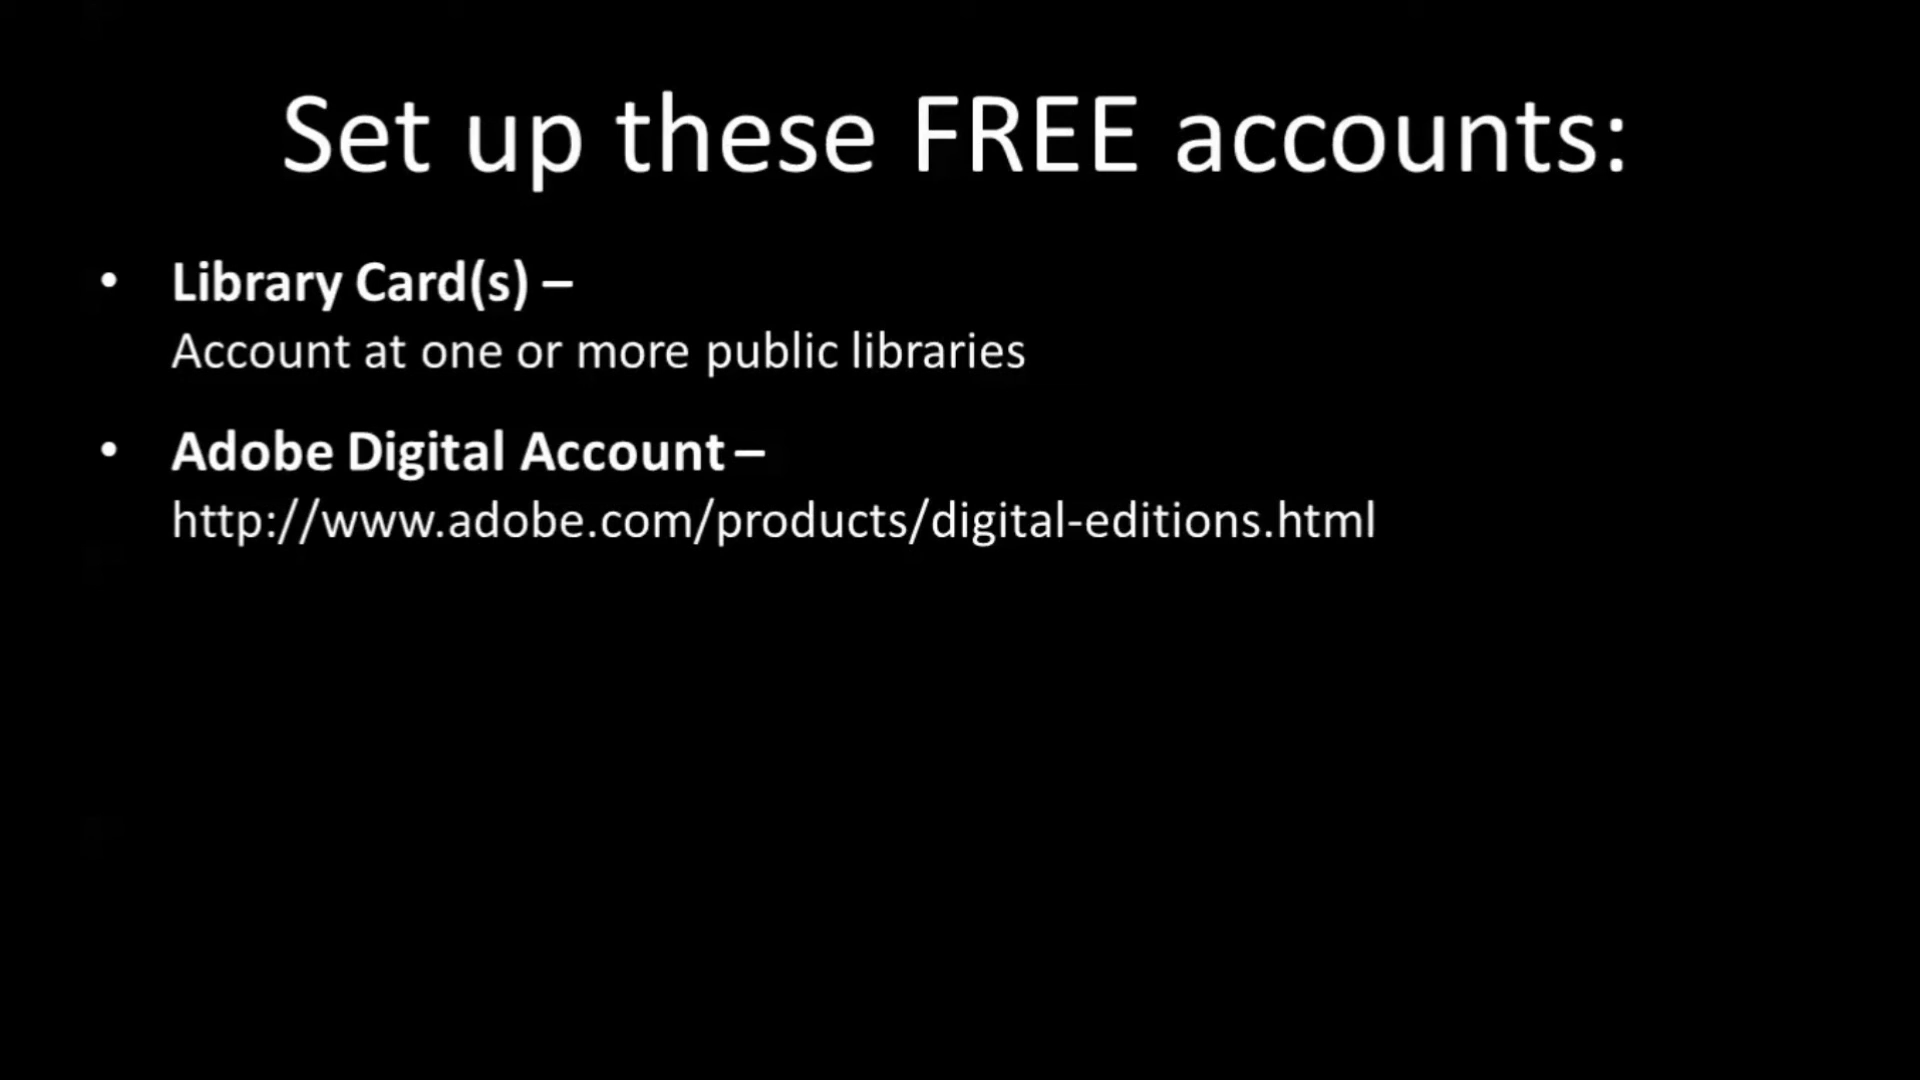 Set up these FREE accounts:
• Library Card(s) –
Account at one or more public libraries
• Adobe Digital Account –
http://www.adobe.com/products/digital-editions.html